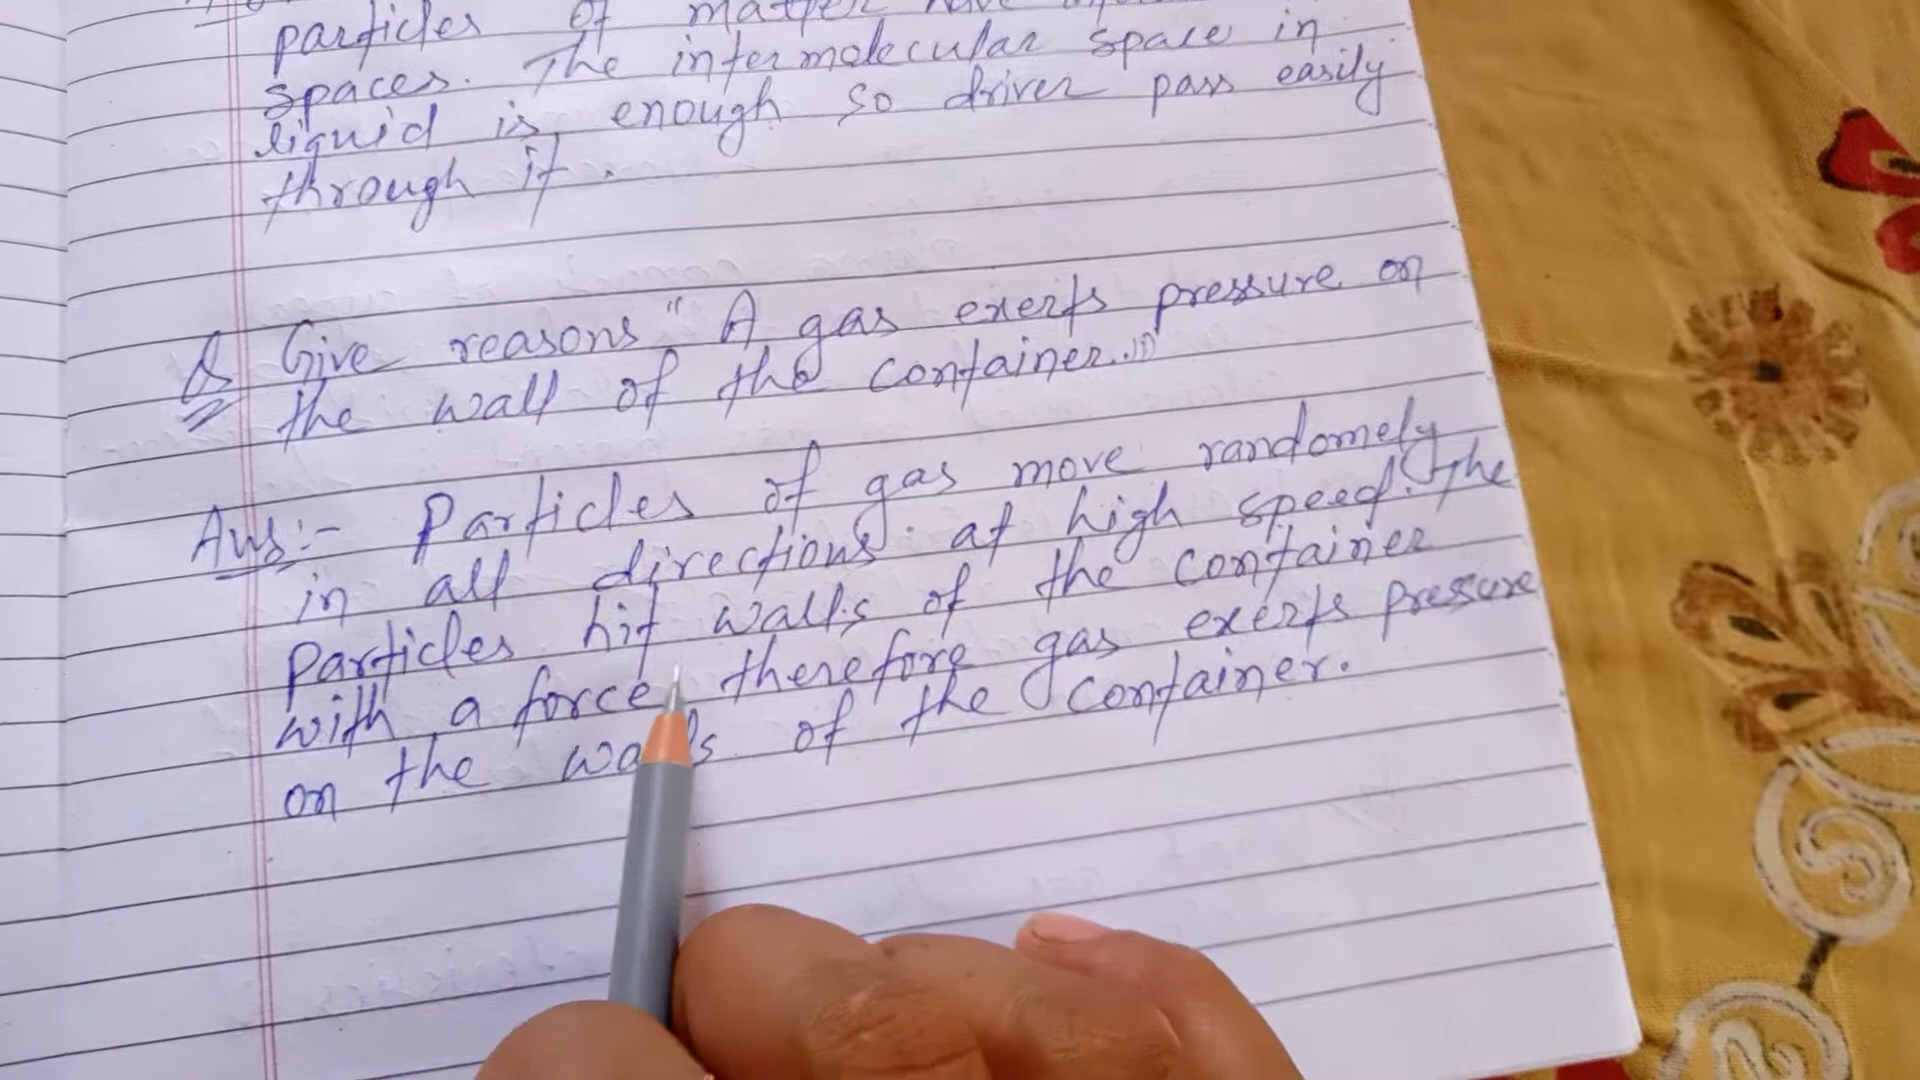 particles of matter have
spaces. The intermolecular space in
liquid is enough so driver pass easily
through it.
Q Give reasons " A gas exerts pressure on
the wall of the container."
Ans:- Particles of gas move randomely
in all directions at high speed. The
particles hit walls of the container
with a force, therefore gas exerts pressure
on the walls of the container.